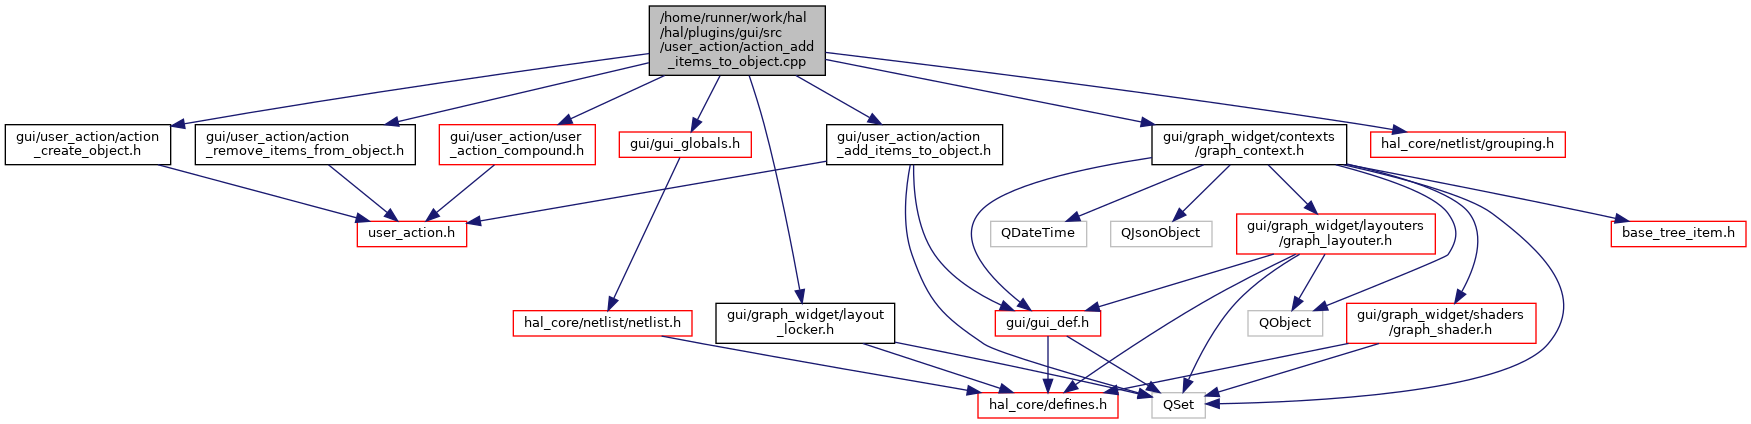 /home/runner/work/hal
/hal/plugins/gui/src
/user_action/action_add
_items_to_object.cpp
gui/user_action/action
_create_object.h
gui/user_action/action
_remove_items_from_object.h
gui/user_action/user
_action_compound.h
gui/gui_globals.h
gui/user_action/action
_add_items_to_object.h
gui/graph_widget/contexts
/graph_context.h
hal_core/netlist/grouping.h
user_action.h
QDateTime
QJsonObject
gui/graph_widget/layouters
/graph_layouter.h
base_tree_item.h
hal_core/netlist/netlist.h
gui/graph_widget/layout
_locker.h
gui/gui_def.h
QObject
gui/graph_widget/shaders
/graph_shader.h
hal_core/defines.h
QSet